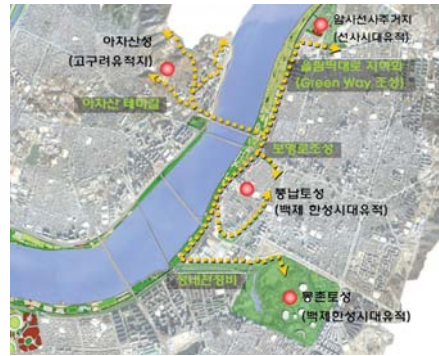 암사선사주거지
(선사시대유적)
아차산성
(고구려유적지)
올림픽대로 지하화
(Green Way 조성)
아차산 테마길
보행로조성
풍납토성
(백제 한성시대유적)
성내천정비
몽촌토성
(백제한성시대유적)